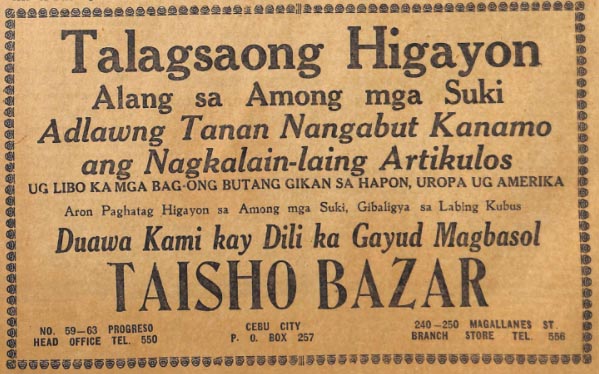 Talagsaong Higayon
Alang sa Among mga Suki
Adlawng Tanan Nangabut Kanamo
ang Nagkalain-laing Artikulos
UG LIBO KA MGA BAG-ONG BUTANG GIKAN SA HAPON, UROPA UG AMERIKA
Aron Paghatag Higayon sa Among mga Suki, Gibaligya sa Labing Kubus
Duawa Kami kay Dili ka Gayud Magbasol
TAISHO BAZAR
NO. 59-63 PROGRESO
HEAD OFFICE TEL. 550
CEBU CITY
P. O. BOX 257
240-250 MAGALLANES ST.
BRANCH STORE TEL. 556